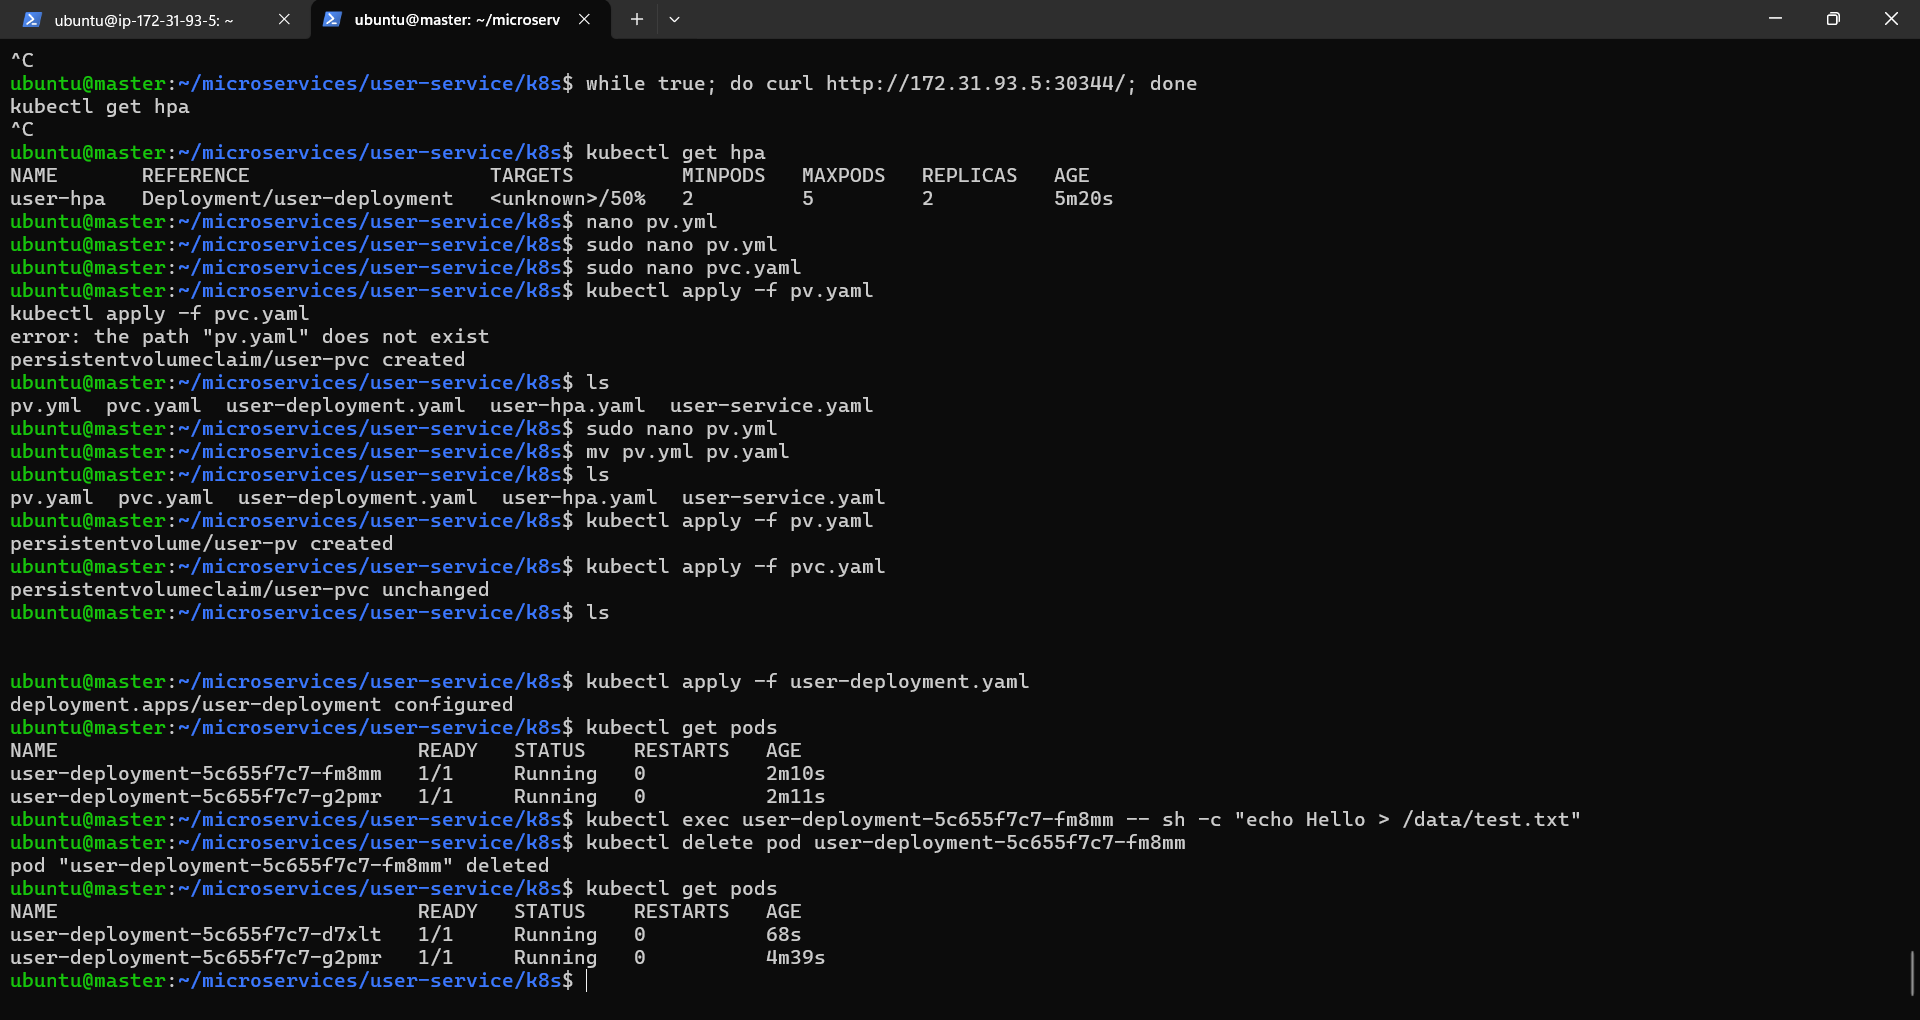 ubuntu@ip-172-31-93-5: ~
ubuntu@master: ~/microserv
^C
ubuntu@master:~/microservices/user-service/k8s$ while true; do curl http://172.31.93.5:30344/; done
kubectl get hpa
^C
ubuntu@master:~/microservices/user-service/k8s$ kubectl get hpa
NAME       REFERENCE                    TARGETS         MINPODS   MAXPODS   REPLICAS   AGE
user-hpa   Deployment/user-deployment   <unknown>/50%   2         5         2          5m20s
ubuntu@master:~/microservices/user-service/k8s$ nano pv.yml
ubuntu@master:~/microservices/user-service/k8s$ sudo nano pv.yml
ubuntu@master:~/microservices/user-service/k8s$ sudo nano pvc.yaml
ubuntu@master:~/microservices/user-service/k8s$ kubectl apply -f pv.yaml
kubectl apply -f pvc.yaml
error: the path "pv.yaml" does not exist
persistentvolumeclaim/user-pvc created
ubuntu@master:~/microservices/user-service/k8s$ ls
pv.yml  pvc.yaml  user-deployment.yaml  user-hpa.yaml  user-service.yaml
ubuntu@master:~/microservices/user-service/k8s$ sudo nano pv.yml
ubuntu@master:~/microservices/user-service/k8s$ mv pv.yml pv.yaml
ubuntu@master:~/microservices/user-service/k8s$ ls
pv.yaml  pvc.yaml  user-deployment.yaml  user-hpa.yaml  user-service.yaml
ubuntu@master:~/microservices/user-service/k8s$ kubectl apply -f pv.yaml
persistentvolume/user-pv created
ubuntu@master:~/microservices/user-service/k8s$ kubectl apply -f pvc.yaml
persistentvolumeclaim/user-pvc unchanged
ubuntu@master:~/microservices/user-service/k8s$ ls
ubuntu@master:~/microservices/user-service/k8s$ kubectl apply -f user-deployment.yaml
deployment.apps/user-deployment configured
ubuntu@master:~/microservices/user-service/k8s$ kubectl get pods
NAME                              READY   STATUS    RESTARTS   AGE
user-deployment-5c655f7c7-fm8mm   1/1     Running   0          2m10s
user-deployment-5c655f7c7-g2pmr   1/1     Running   0          2m11s
ubuntu@master:~/microservices/user-service/k8s$ kubectl exec user-deployment-5c655f7c7-fm8mm -- sh -c "echo Hello > /data/test.txt"
ubuntu@master:~/microservices/user-service/k8s$ kubectl delete pod user-deployment-5c655f7c7-fm8mm
pod "user-deployment-5c655f7c7-fm8mm" deleted
ubuntu@master:~/microservices/user-service/k8s$ kubectl get pods
NAME                              READY   STATUS    RESTARTS   AGE
user-deployment-5c655f7c7-d7xlt   1/1     Running   0          68s
user-deployment-5c655f7c7-g2pmr   1/1     Running   0          4m39s
ubuntu@master:~/microservices/user-service/k8s$